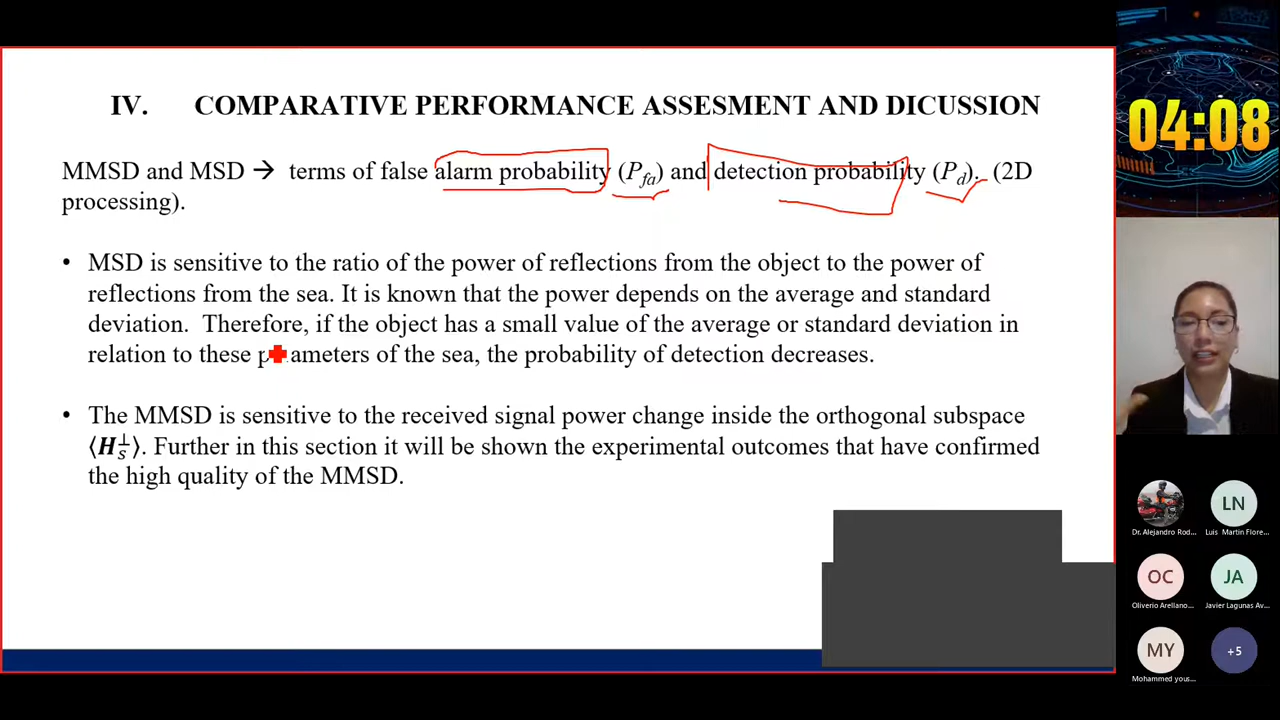 IV. COMPARATIVE PERFORMANCE ASSESMENT AND DICUSSION
MMSD and MSD → terms of false alarm probability (P_fa) and detection probability (P_d). (2D
processing).
• MSD is sensitive to the ratio of the power of reflections from the object to the power of
reflections from the sea. It is known that the power depends on the average and standard
deviation. Therefore, if the object has a small value of the average or standard deviation in
relation to these parameters of the sea, the probability of detection decreases.
• The MMSD is sensitive to the received signal power change inside the orthogonal subspace
⟨H_S^⊥⟩. Further in this section it will be shown the experimental outcomes that have confirmed
the high quality of the MMSD.
04:08
Dr. Alejandro Rod...
LN
Luis Martin Flore...
OC
Oliverio Arellano...
JA
Javier Lagunas Av...
MY
Mohammed yous...
+5